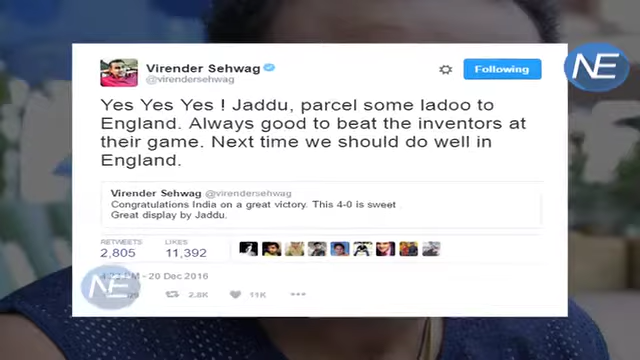 NE
Virender Sehwag
@virendersehwag
Following
Yes Yes Yes ! Jaddu, parcel some ladoo to
England. Always good to beat the inventors at
their game. Next time we should do well in
England.
Virender Sehwag @virendersehwag
Congratulations India on a great victory. This 4-0 is sweet .
Great display by Jaddu.
RETWEETS LIKES
2,805 11,392
4:22 PM - 20 Dec 2016
NE
2.8K 11K